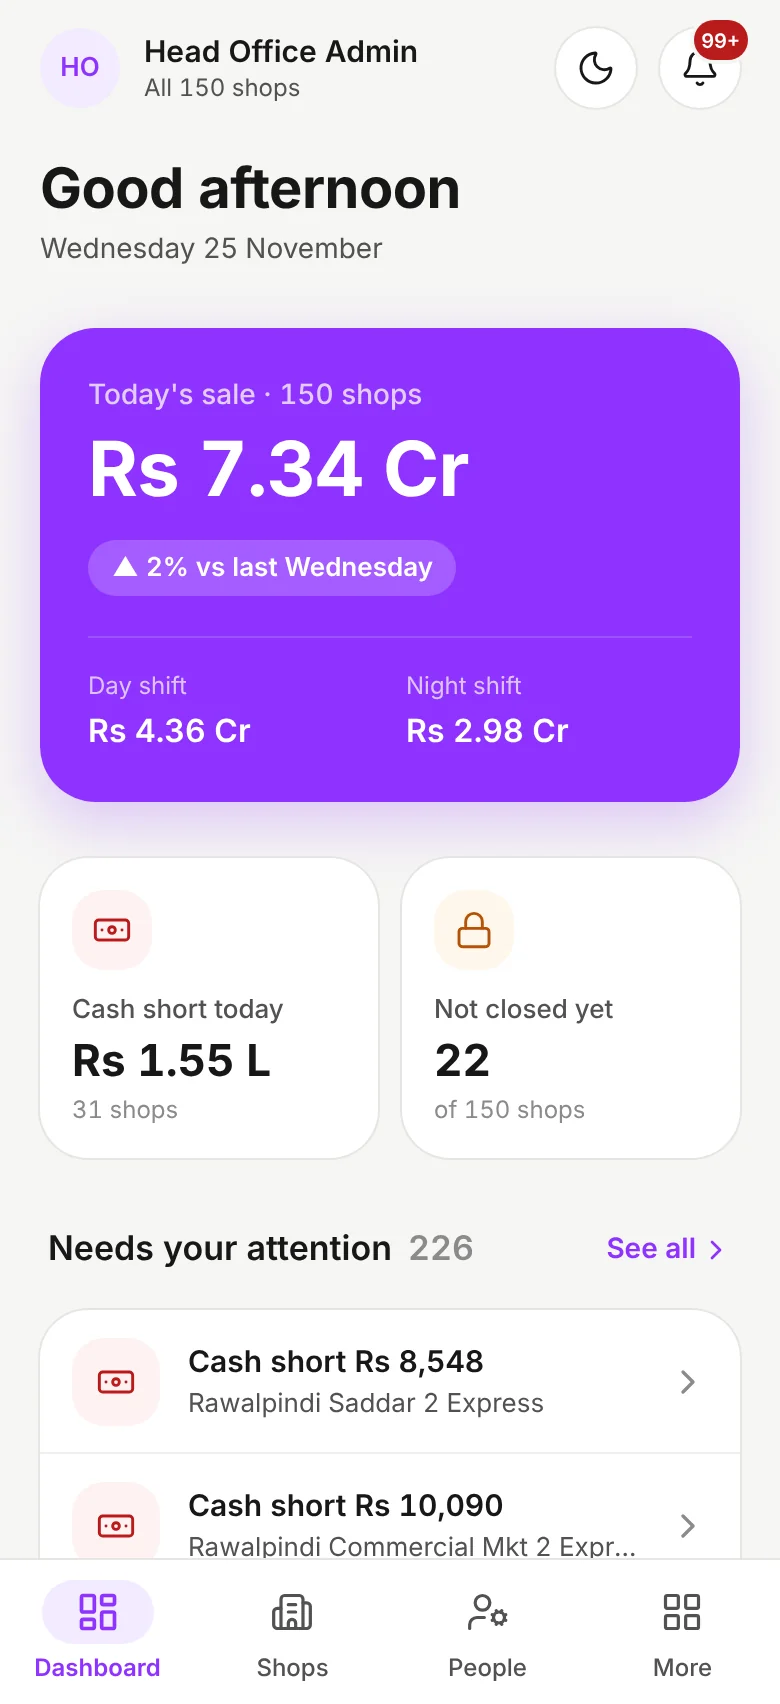 HO
Head Office Admin
All 150 shops
99+
Good afternoon
Wednesday 25 November
Today's sale · 150 shops
Rs 7.34 Cr
▲ 2% vs last Wednesday
Day shift
Rs 4.36 Cr
Night shift
Rs 2.98 Cr
Cash short today
Rs 1.55 L
31 shops
Not closed yet
22
of 150 shops
Needs your attention 226
See all
Cash short Rs 8,548
Rawalpindi Saddar 2 Express
Cash short Rs 10,090
Rawalpindi Commercial Mkt 2 Expr...
Dashboard
Shops
People
More